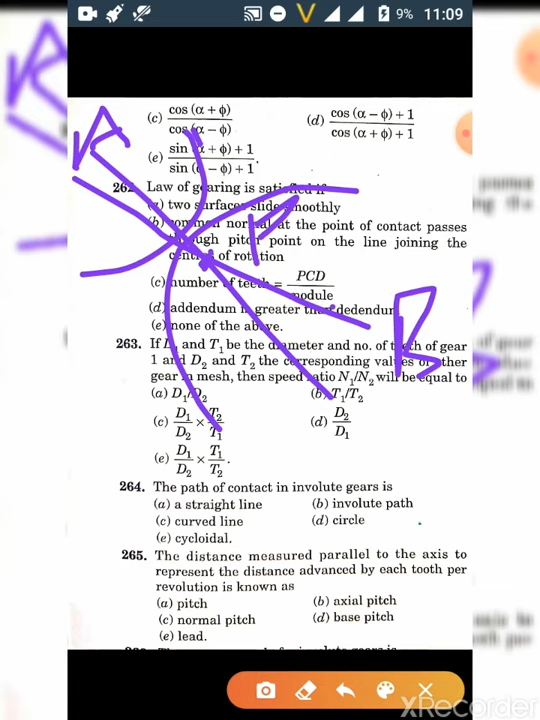 9% 11:09
(c) cos (α + φ) / cos (α − φ) (d) cos (α − φ) + 1 / cos (α + φ) + 1
(e) sin (α + φ) + 1 / sin (α − φ) + 1 .
262. Law of gearing is satisfied if
(a) two surfaces slide smoothly
(b) common normal at the point of contact passes
through pitch point on the line joining the
centres of rotation
(c) number of teeth = PCD / module
(d) addendum is greater than dedendum
(e) none of the above.
263. If D₁ and T₁ be the diameter and no. of teeth of gear
1 and D₂ and T₂ the corresponding values of other
gear in mesh, then speed ratio N₁/N₂ will be equal to
(a) D₁/D₂ (b) T₁/T₂
(c) D₁/D₂ × T₂/T₁ (d) D₂/D₁
(e) D₁/D₂ × T₁/T₂ .
264. The path of contact in involute gears is
(a) a straight line (b) involute path
(c) curved line (d) circle
(e) cycloidal.
265. The distance measured parallel to the axis to
represent the distance advanced by each tooth per
revolution is known as
(a) pitch (b) axial pitch
(c) normal pitch (d) base pitch
(e) lead.
A
P
B
XRecorder